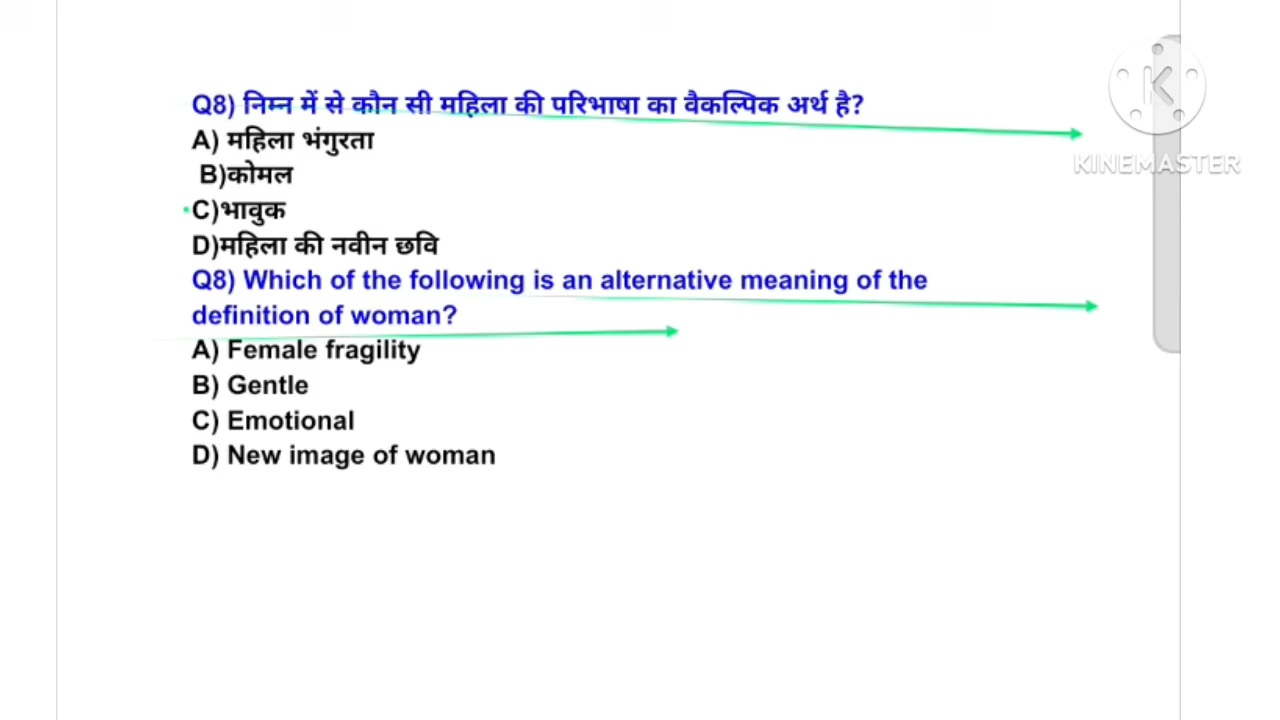 Q8) निम्न में से कौन सी महिला की परिभाषा का वैकल्पिक अर्थ है?
A) महिला भंगुरता
B)कोमल
C)भावुक
D)महिला की नवीन छवि
Q8) Which of the following is an alternative meaning of the
definition of woman?
A) Female fragility
B) Gentle
C) Emotional
D) New image of woman
KINEMASTER